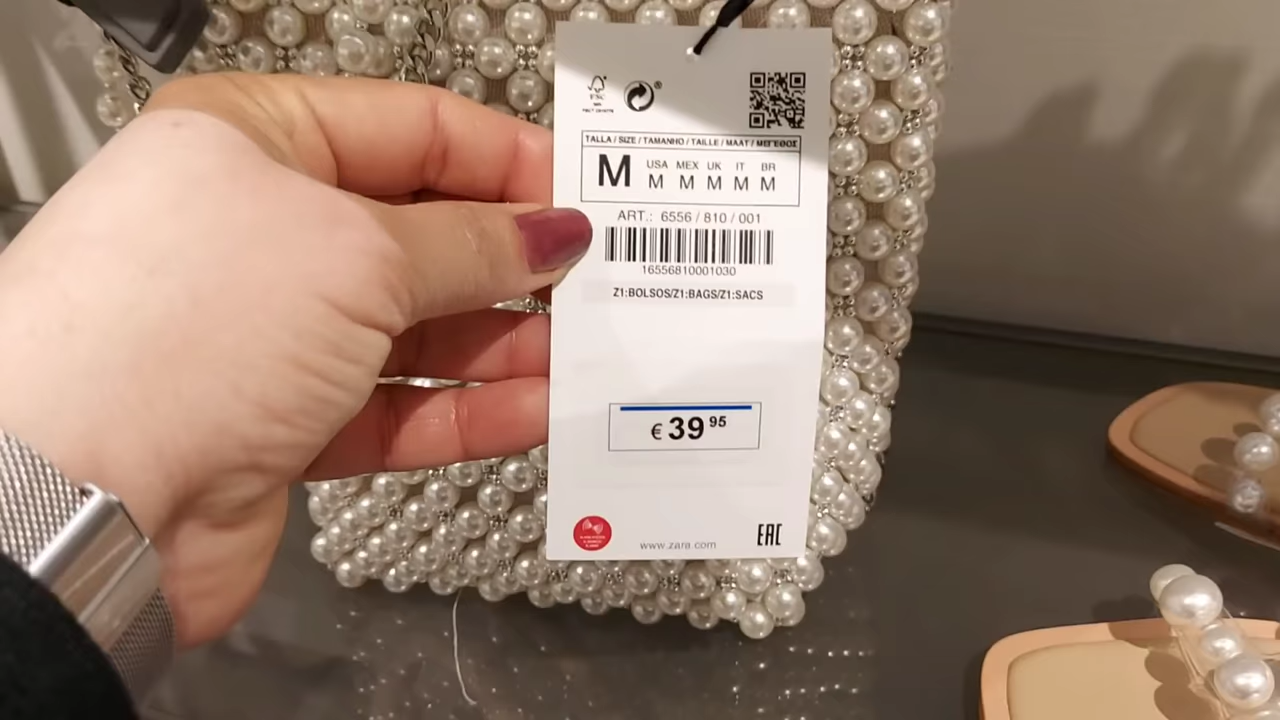 FSC
®
TALLA / SIZE / TAMANHO / TAILLE / MAAT / ΜΕΓΕΘΟΣ
M
USA MEX UK IT BR
M M M M M
ART.: 6556 / 810 / 001
16556810001030
Z1:BOLSOS/Z1:BAGS/Z1:SACS
€ 39 95
www.zara.com
EAC